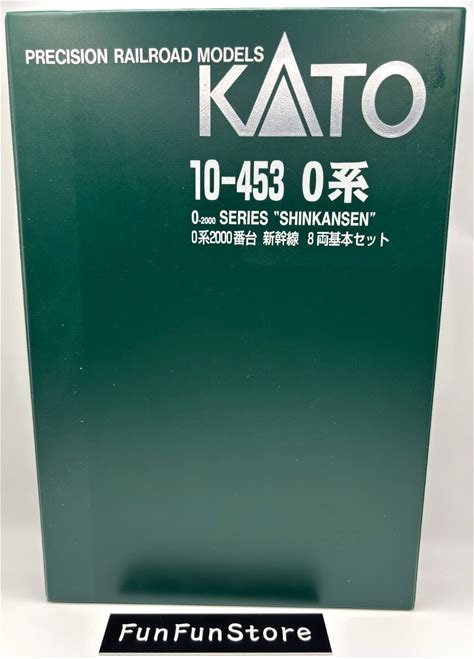 PRECISION RAILROAD MODELS
KATO
10-453 0系
0-2000 SERIES "SHINKANSEN"
0系2000番台 新幹線 8両基本セット
FunFunStore